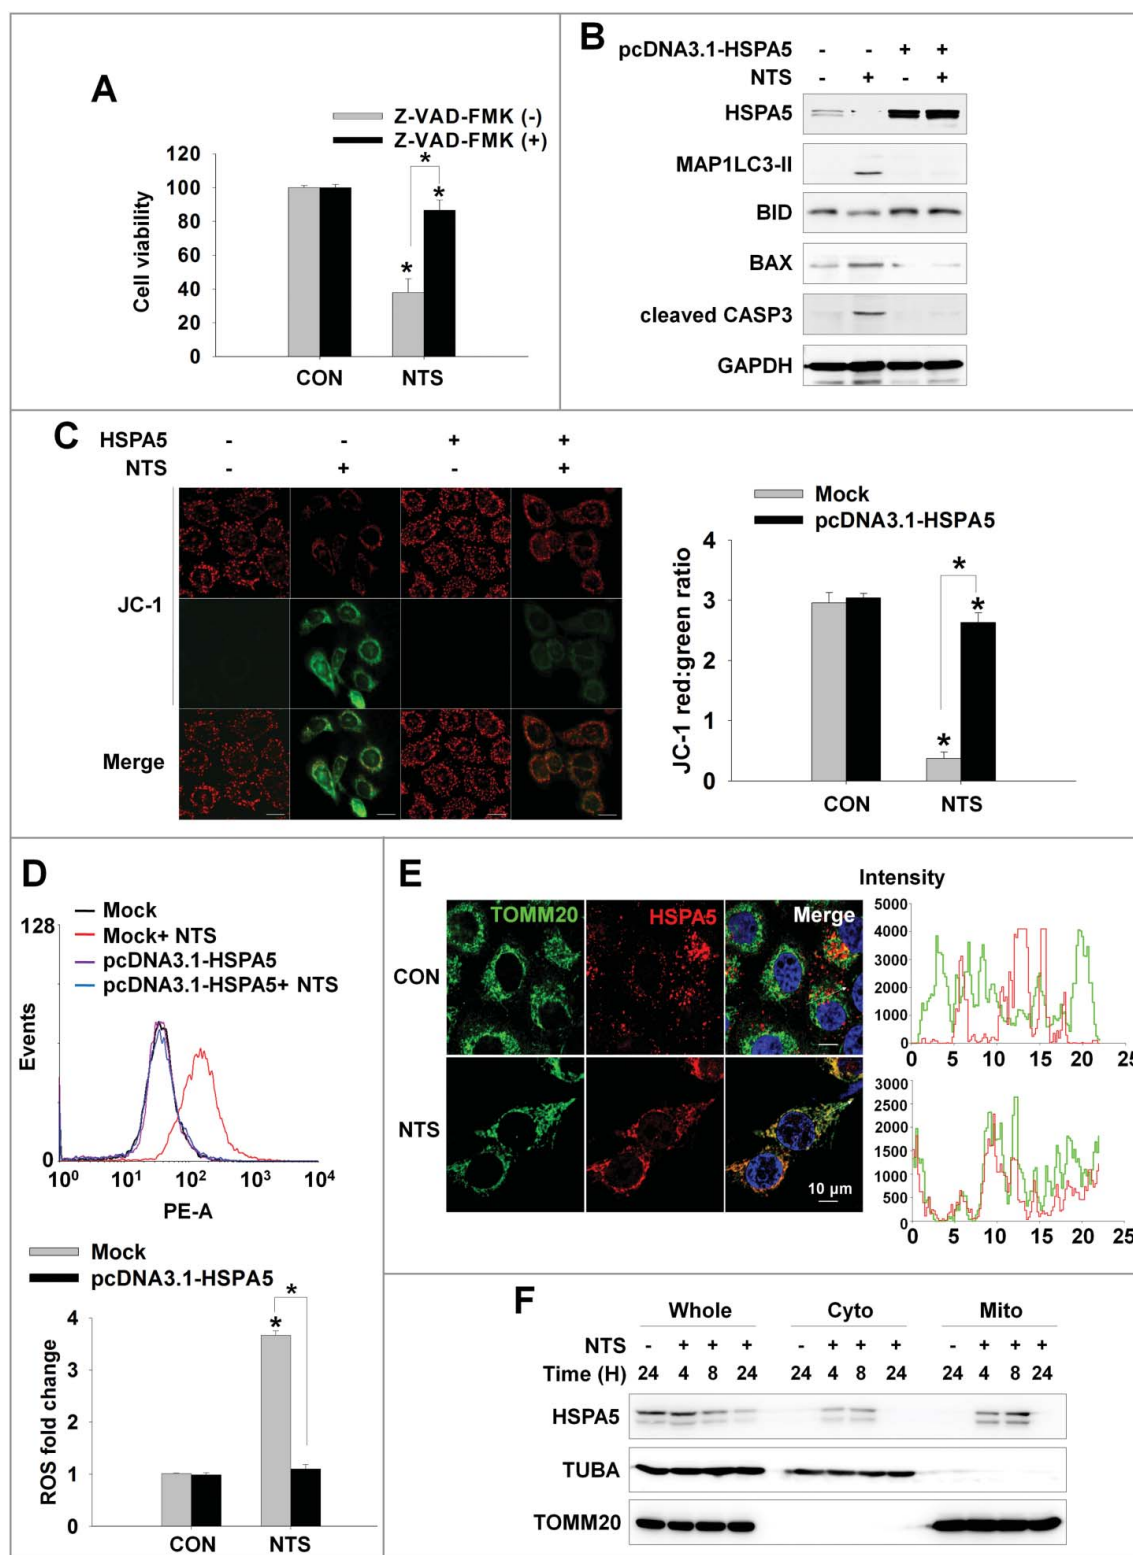 A
Z-VAD-FMK (-)
Z-VAD-FMK (+)
Cell viability
120
100
80
60
40
20
0
*
*
*
CON NTS
B
pcDNA3.1-HSPA5 - - + +
NTS - + - +
HSPA5
MAP1LC3-II
BID
BAX
cleaved CASP3
GAPDH
C
HSPA5 - - + +
NTS - + - +
JC-1
Merge
Mock
pcDNA3.1-HSPA5
JC-1 red:green ratio
4
3
2
1
0
*
*
*
CON NTS
D
Mock
Mock+ NTS
pcDNA3.1-HSPA5
pcDNA3.1-HSPA5+ NTS
128
Events
0
10⁰ 10¹ 10² 10³ 10⁴
PE-A
Mock
pcDNA3.1-HSPA5
ROS fold change
4
3
2
1
0
*
*
CON NTS
E
TOMM20 HSPA5 Merge
CON
NTS
10 µm
Intensity
5000
4000
3000
2000
1000
0
0 5 10 15 20 25
3000
2500
2000
1500
1000
500
0
0 5 10 15 20 25
F
Whole Cyto Mito
NTS - + + + - + + + - + + +
Time (H) 24 4 8 24 24 4 8 24 24 4 8 24
HSPA5
TUBA
TOMM20